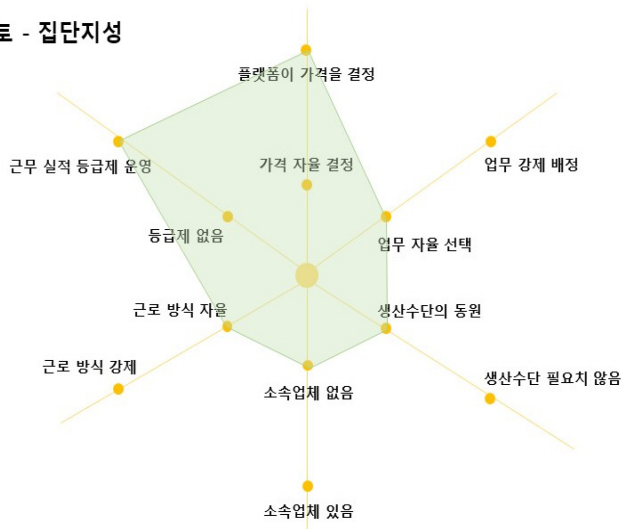 토 - 집단지성
플랫폼이 가격을 결정
근무 실적 등급제 운영
가격 자율 결정
업무 강제 배정
등급제 없음
업무 자율 선택
근로 방식 자율
생산수단의 동원
근로 방식 강제
소속업체 없음
생산수단 필요치 않음
소속업체 있음